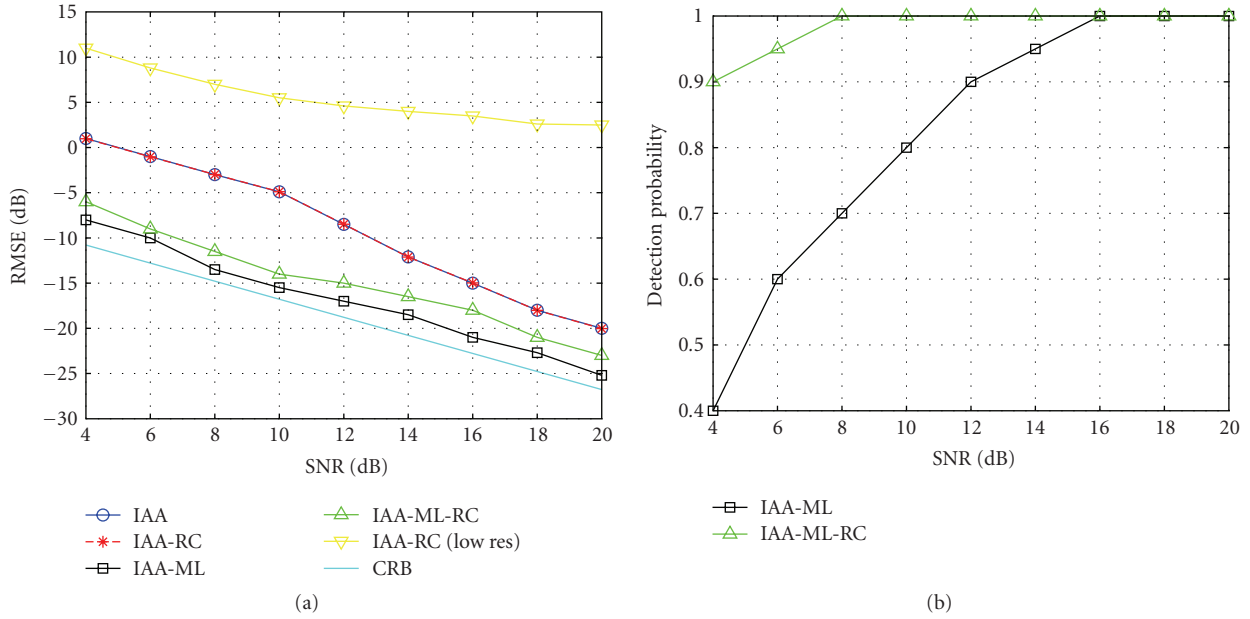 15
10
5
0
−5
−10
−15
−20
−25
−30
RMSE (dB)
4 6 8 10 12 14 16 18 20
SNR (dB)
IAA
IAA-RC
IAA-ML
IAA-ML-RC
IAA-RC (low res)
CRB
(a)
1
0.9
0.8
0.7
0.6
0.5
0.4
Detection probability
4 6 8 10 12 14 16 18 20
SNR (dB)
IAA-ML
IAA-ML-RC
(b)